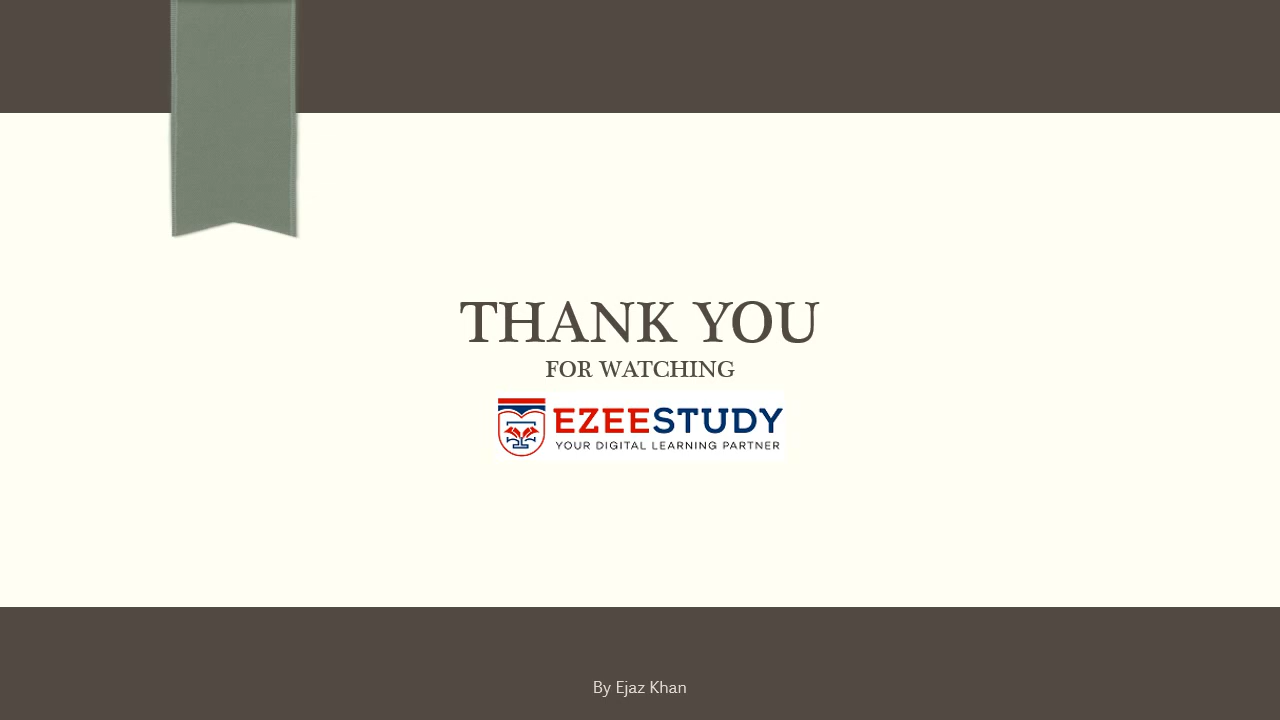 THANK YOU
FOR WATCHING
EZEESTUDY
YOUR DIGITAL LEARNING PARTNER
By Ejaz Khan